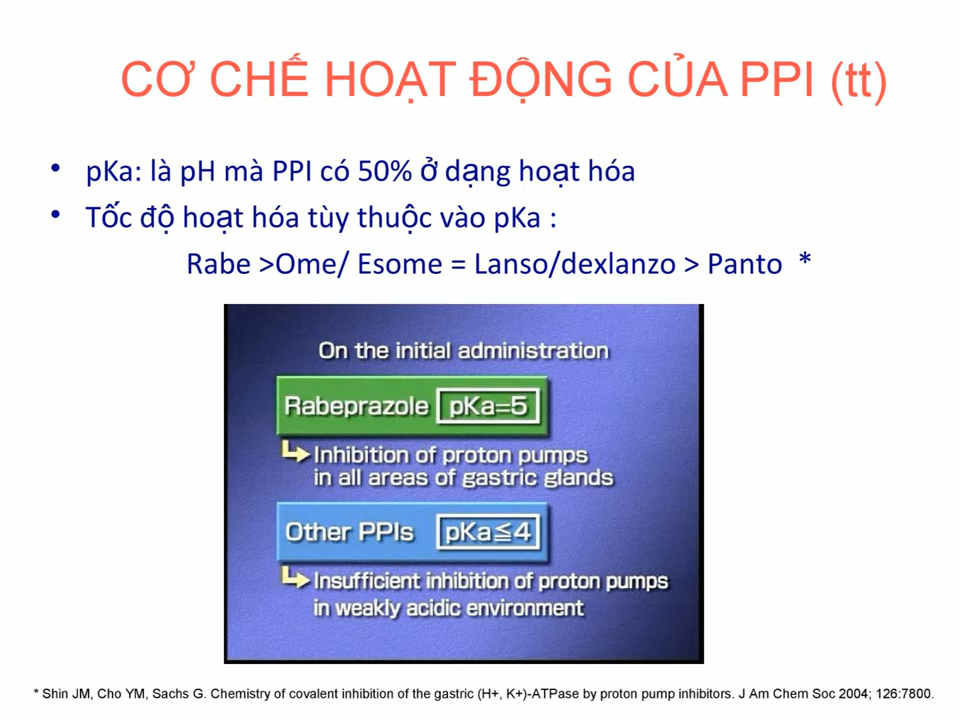 CƠ CHẾ HOẠT ĐỘNG CỦA PPI (tt)
• pKa: là pH mà PPI có 50% ở dạng hoạt hóa
• Tốc độ hoạt hóa tùy thuộc vào pKa :
Rabe >Ome/ Esome = Lanso/dexlanzo > Panto *
On the initial administration
Rabeprazole pKa=5
Inhibition of proton pumps
in all areas of gastric glands
Other PPIs pKa≦4
Insufficient inhibition of proton pumps
in weakly acidic environment
* Shin JM, Cho YM, Sachs G. Chemistry of covalent inhibition of the gastric (H+, K+)-ATPase by proton pump inhibitors. J Am Chem Soc 2004; 126:7800.